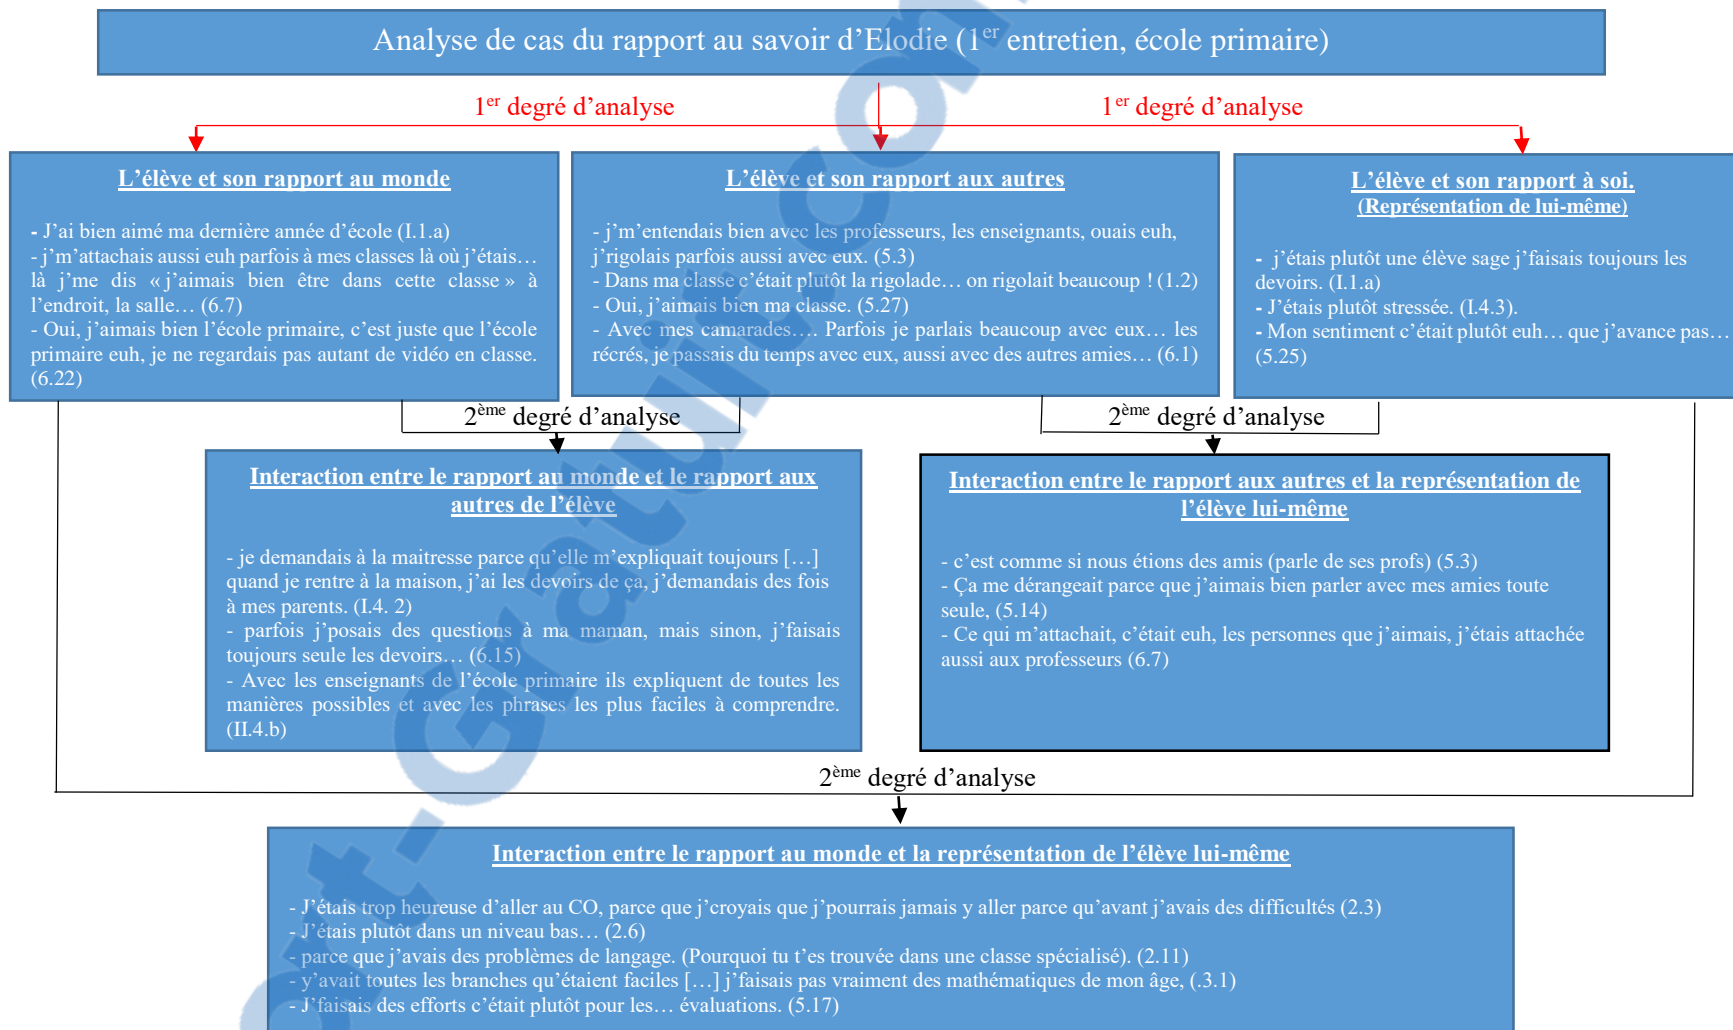 Analyse de cas du rapport au savoir d'Elodie (1er entretien, école primaire)
1er degré d'analyse
1er degré d'analyse
L'élève et son rapport au monde
- J'ai bien aimé ma dernière année d'école (I.1.a)
- j'm'attachais aussi euh parfois à mes classes là où j'étais…
là j'me dis « j'aimais bien être dans cette classe » à
l'endroit, la salle… (6.7)
- Oui, j'aimais bien l'école primaire, c'est juste que l'école
primaire euh, je ne regardais pas autant de vidéo en classe.
(6.22)
L'élève et son rapport aux autres
- j'm'entendais bien avec les professeurs, les enseignants, ouais euh,
j'rigolais parfois aussi avec eux. (5.3)
- Dans ma classe c'était plutôt la rigolade… on rigolait beaucoup ! (1.2)
- Oui, j'aimais bien ma classe. (5.27)
- Avec mes camarades…. Parfois je parlais beaucoup avec eux… les
récrés, je passais du temps avec eux, aussi avec des autres amies… (6.1)
L'élève et son rapport à soi.
(Représentation de lui-même)
- j'étais plutôt une élève sage j'faisais toujours les
devoirs. (I.1.a)
- J'étais plutôt stressée. (I.4.3).
- Mon sentiment c'était plutôt euh… que j'avance pas…
(5.25)
2ème degré d'analyse
2ème degré d'analyse
Interaction entre le rapport au monde et le rapport aux
autres de l'élève
- je demandais à la maitresse parce qu'elle m'expliquait toujours […]
quand je rentre à la maison, j'ai les devoirs de ça, j'demandais des fois
à mes parents. (I.4. 2)
- parfois j'posais des questions à ma maman, mais sinon, j'faisais
toujours seule les devoirs… (6.15)
- Avec les enseignants de l'école primaire ils expliquent de toutes les
manières possibles et avec les phrases les plus faciles à comprendre.
(II.4.b)
Interaction entre le rapport aux autres et la représentation de
l'élève lui-même
- c'est comme si nous étions des amis (parle de ses profs) (5.3)
- Ça me dérangeait parce que j'aimais bien parler avec mes amies toute
seule, (5.14)
- Ce qui m'attachait, c'était euh, les personnes que j'aimais, j'étais attachée
aussi aux professeurs (6.7)
2ème degré d'analyse
Interaction entre le rapport au monde et la représentation de l'élève lui-même
- J'étais trop heureuse d'aller au CO, parce que j'croyais que j'pourrais jamais y aller parce qu'avant j'avais des difficultés (2.3)
- J'étais plutôt dans un niveau bas… (2.6)
- parce que j'avais des problèmes de langage. (Pourquoi tu t'es trouvée dans une classe spécialisé). (2.11)
- y'avait toutes les branches qu'étaient faciles […] j'faisais pas vraiment des mathématiques de mon âge, (.3.1)
- J'faisais des efforts c'était plutôt pour les… évaluations. (5.17)
ort-Gratuit.com